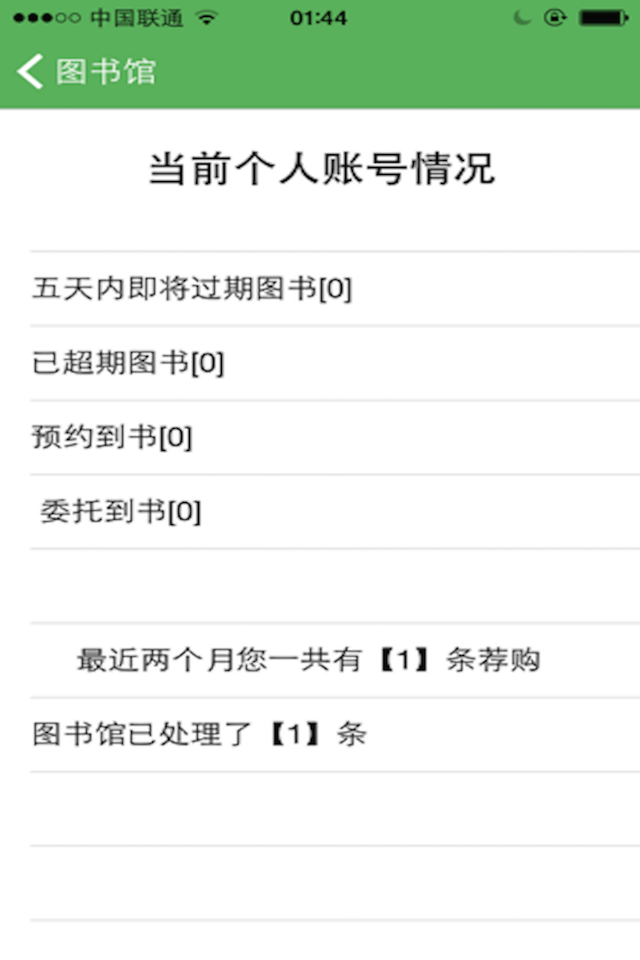 中国联通 01:44
图书馆
当前个人账号情况
五天内即将过期图书[0]
已超期图书[0]
预约到书[0]
委托到书[0]
最近两个月您一共有【1】条荐购
图书馆已处理了【1】条